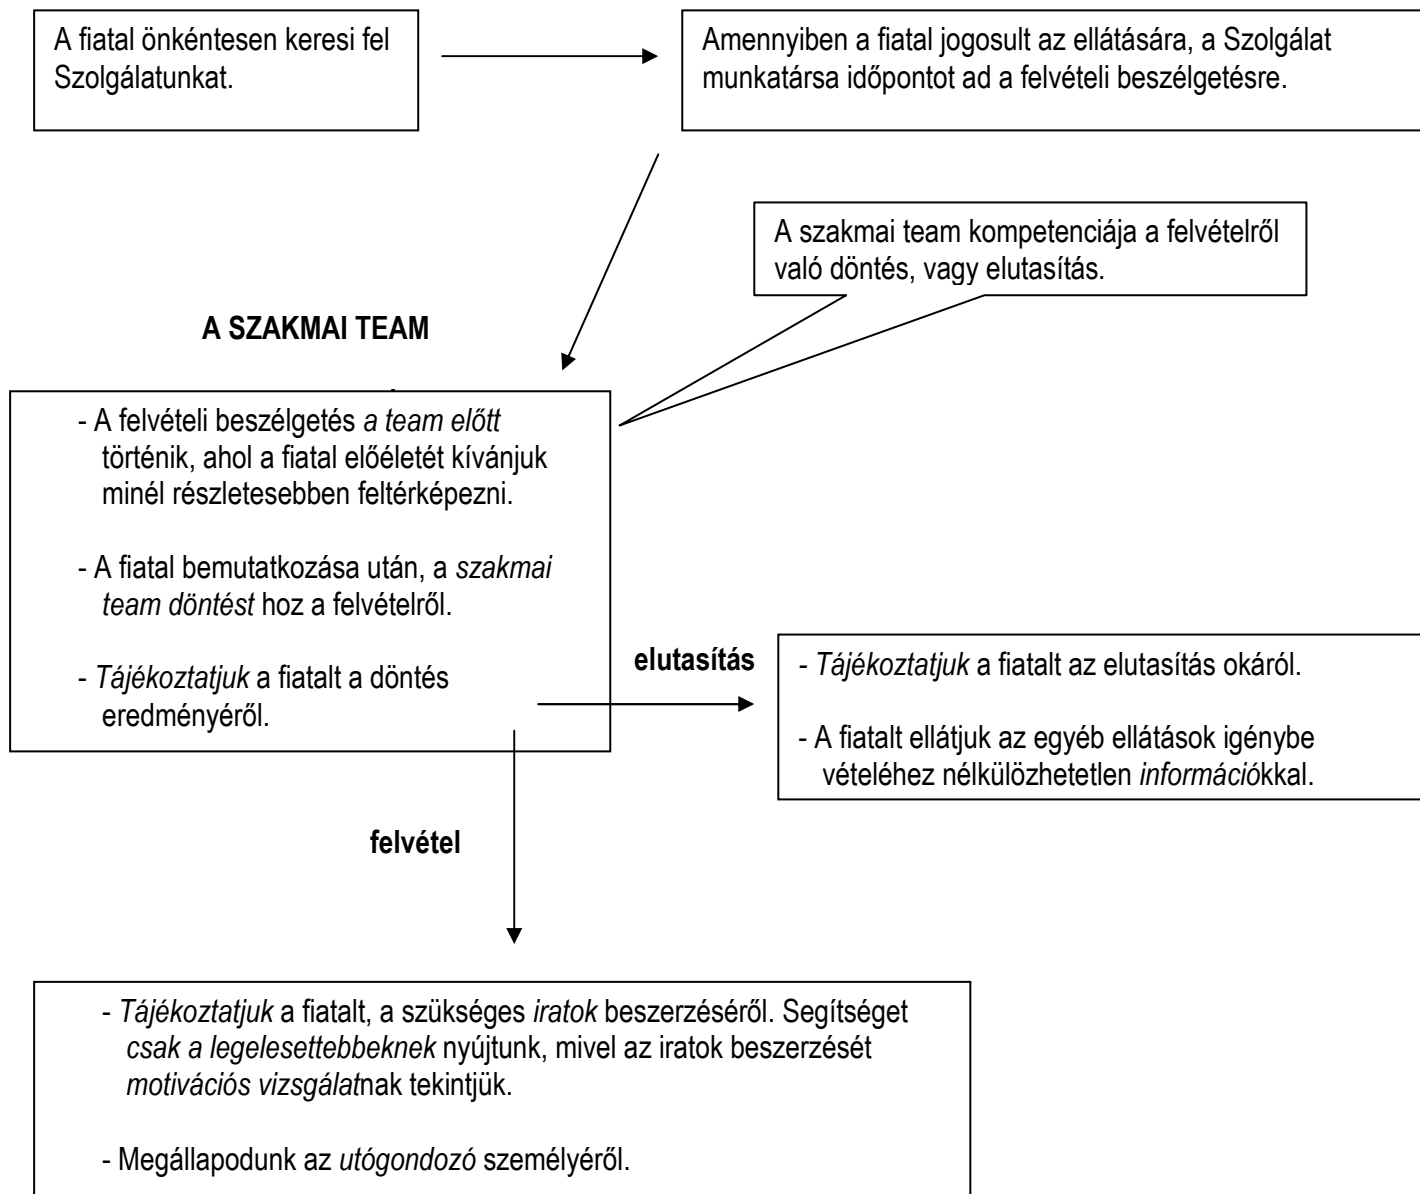 A fiatal önkéntesen keresi fel
Szolgálatunkat.
Amennyiben a fiatal jogosult az ellátására, a Szolgálat
munkatársa időpontot ad a felvételi beszélgetésre.
A szakmai team kompetenciája a felvételről
való döntés, vagy elutasítás.
A SZAKMAI TEAM
- A felvételi beszélgetés a team előtt
történik, ahol a fiatal előéletét kívánjuk
minél részletesebben feltérképezni.
- A fiatal bemutatkozása után, a szakmai
team döntést hoz a felvételről.
- Tájékoztatjuk a fiatalt a döntés
eredményéről.
elutasítás
- Tájékoztatjuk a fiatalt az elutasítás okáról.
- A fiatalt ellátjuk az egyéb ellátások igénybe
vételéhez nélkülözhetetlen információkkal.
felvétel
- Tájékoztatjuk a fiatalt, a szükséges iratok beszerzéséről. Segítséget
csak a legelesettebbeknek nyújtunk, mivel az iratok beszerzését
motivációs vizsgálatnak tekintjük.
- Megállapodunk az utógondozó személyéről.